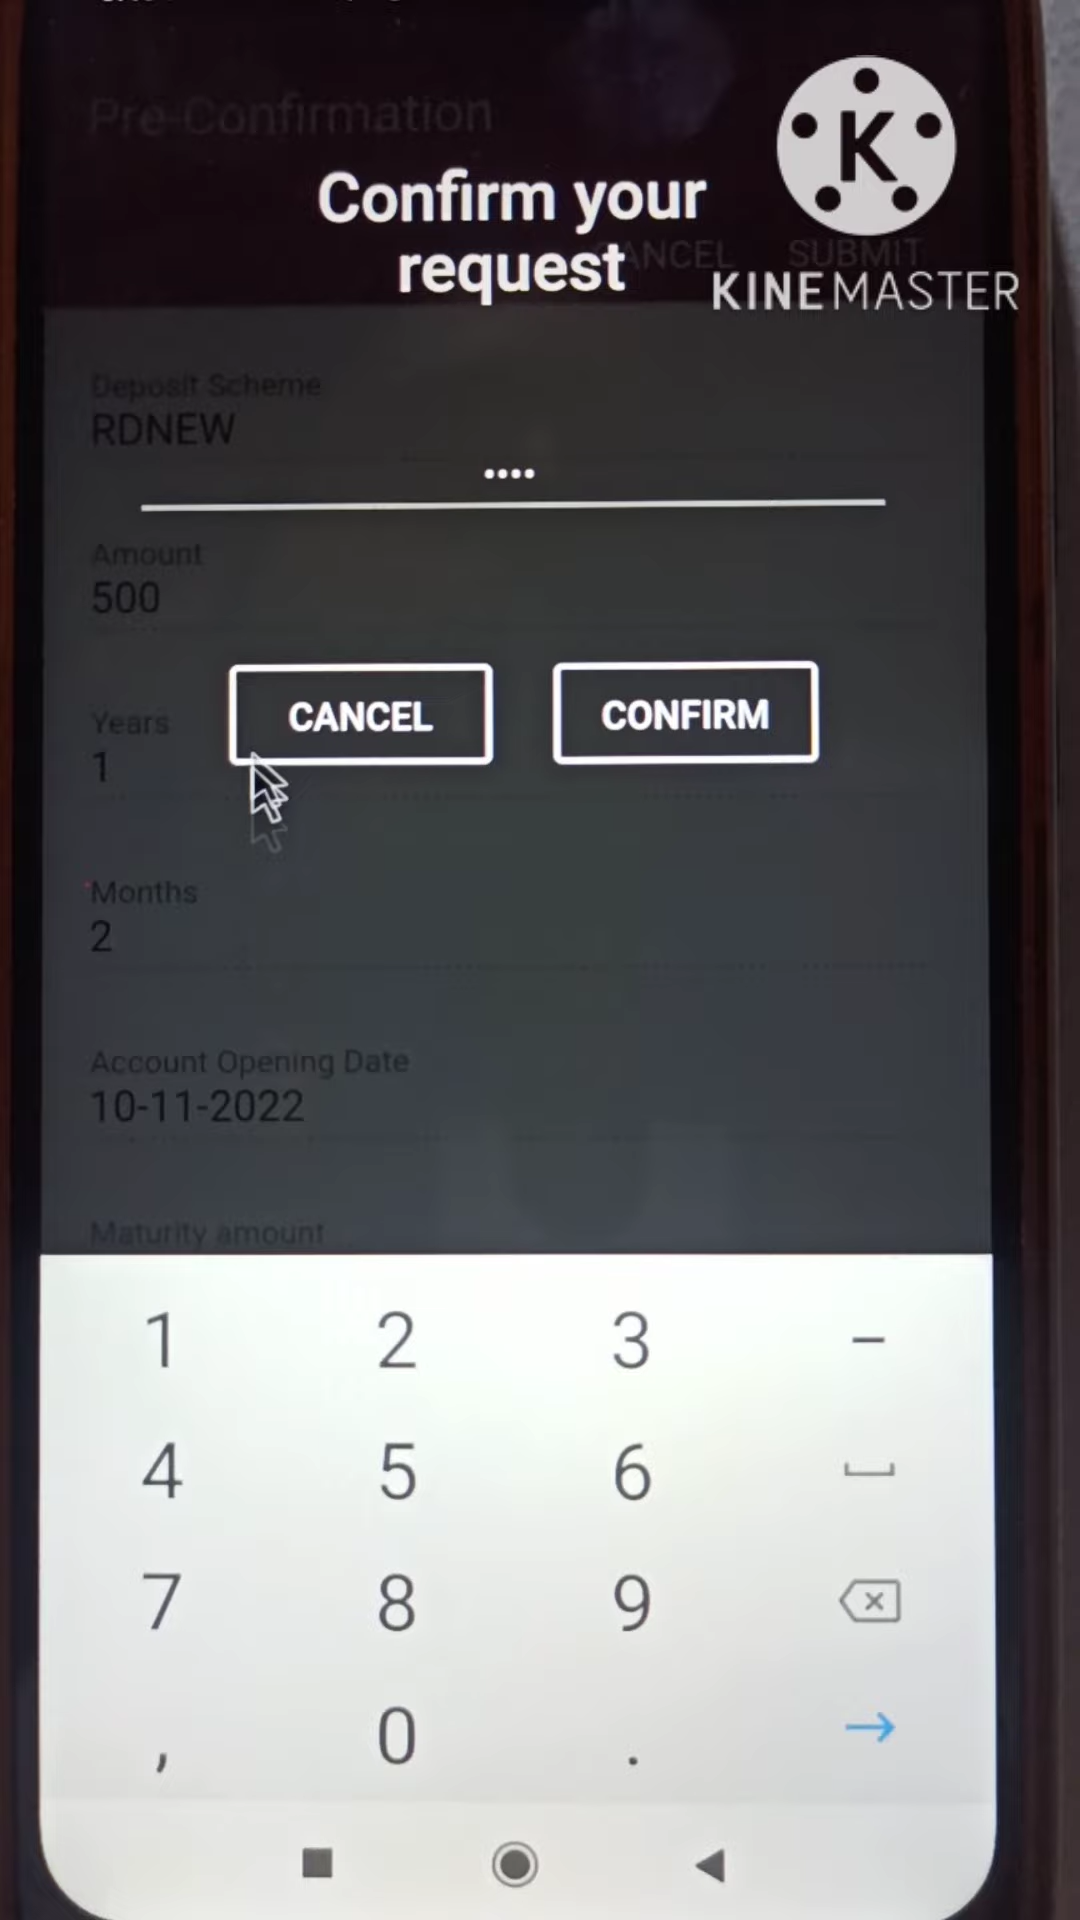 Pre-Confirmation
Confirm your
request
CANCEL SUBMIT
K
KINEMASTER
Deposit Scheme
RDNEW
••••
Amount
500
CANCEL CONFIRM
Years
1
Months
2
Account Opening Date
10-11-2022
Maturity amount
1 2 3 –
4 5 6
7 8 9
, 0 .